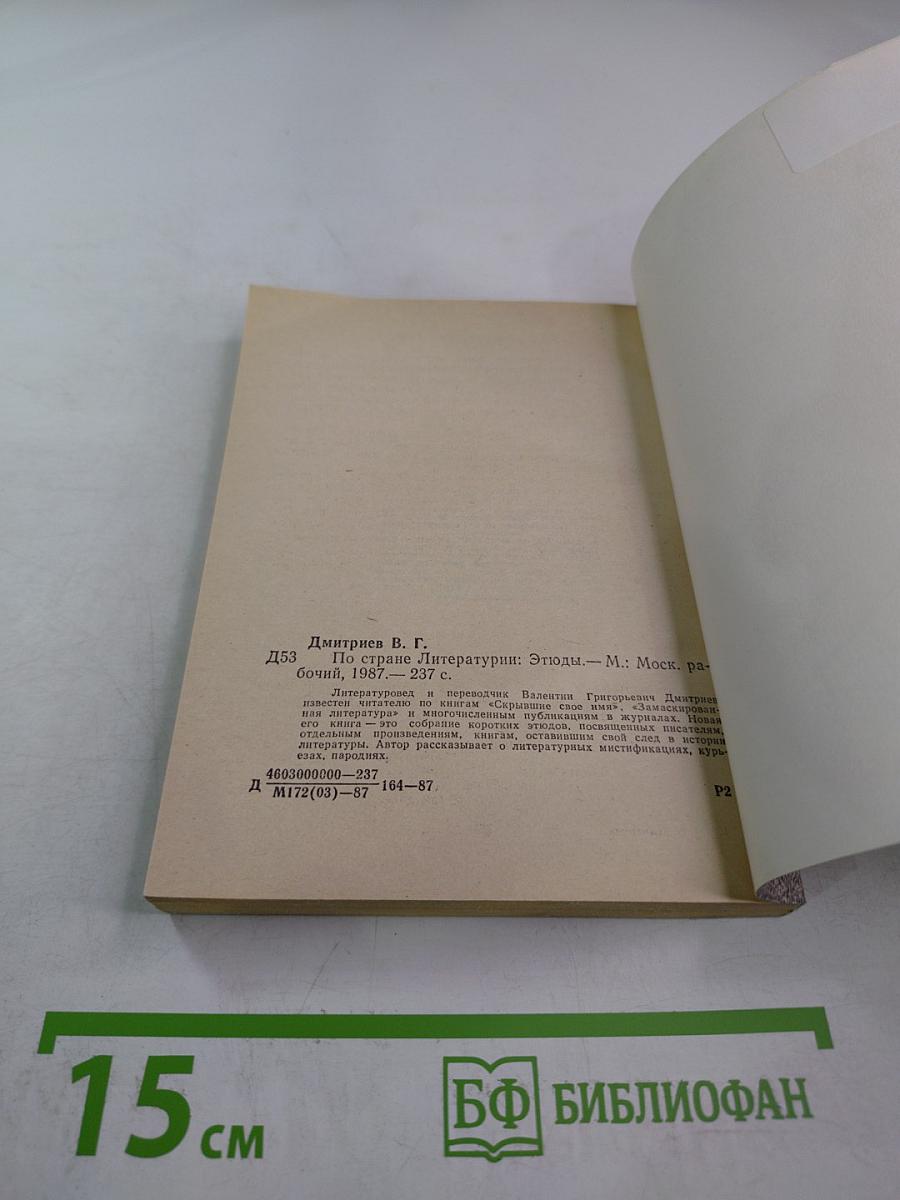 Дмитриев В. Г.
Д53 По стране Литературии: Этюды.— М.: Моск. ра-
бочий, 1987.— 237 с.
Литературовед и переводчик Валентин Григорьевич Дмитриев
известен читателю по книгам «Скрывшие свое имя», «Замаскирован-
ная литература» и многочисленным публикациям в журналах. Новая
его книга — это собрание коротких этюдов, посвященных писателям,
отдельным произведениям, книгам, оставившим свой след в истории
литературы. Автор рассказывает о литературных мистификациях, курь-
езах, пародиях.
Д 4603000000—237
М172(03)—87 164—87 Р2
15 см
БФ БИБЛИОФАН